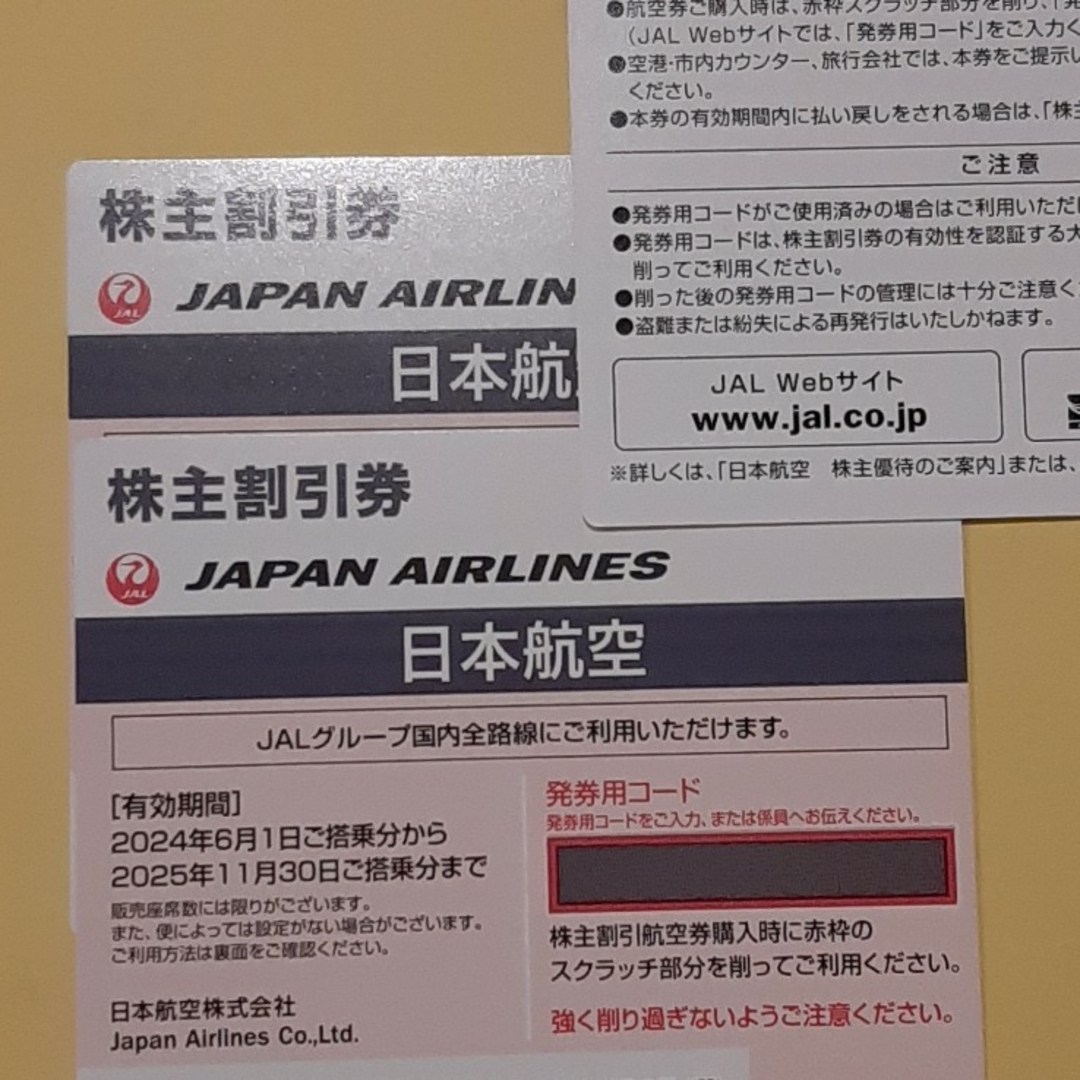 ●航空券ご購入時は、赤枠スクラッチ部分を削り、「発
(JAL Webサイトでは、「発券用コード」をご入力く
●空港・市内カウンター、旅行会社では、本券をご提示い
ください。
●本券の有効期間内に払い戻しをされる場合は、「株主
ご注意
●発券用コードがご使用済みの場合はご利用いただけ
●発券用コードは、株主割引券の有効性を認証する大
削ってご利用ください。
●削った後の発券用コードの管理には十分ご注意く
●盗難または紛失による再発行はいたしかねます。
JAL Webサイト
www.jal.co.jp
※詳しくは、「日本航空 株主優待のご案内」または、
株主割引券
JAL
JAPAN AIRLIN
日本航
株主割引券
JAL
JAPAN AIRLINES
日本航空
JALグループ国内全路線にご利用いただけます。
[有効期間]
2024年6月1日ご搭乗分から
2025年11月30日ご搭乗分まで
販売座席数には限りがございます。
また、便によっては設定がない場合がございます。
ご利用方法は裏面をご確認ください。
日本航空株式会社
Japan Airlines Co.,Ltd.
発券用コード
発券用コードをご入力、または係員へお伝えください。
株主割引航空券購入時に赤枠の
スクラッチ部分を削ってご利用ください。
強く削り過ぎないようご注意ください。